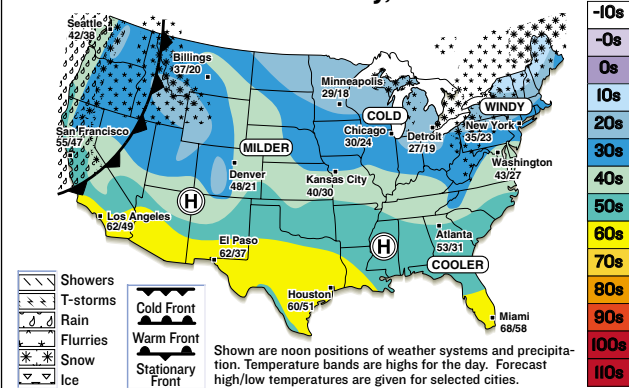 Seattle
42/38
Billings
37/20
Minneapolis
29/18
COLD
WINDY
San Francisco
55/47
Chicago
30/24
Detroit
27/19
New York
35/23
MILDER
Washington
43/27
Denver
48/21
Kansas City
40/30
H
Los Angeles
62/49
El Paso
62/37
H
Atlanta
53/31
COOLER
Houston
60/51
Miami
68/58
Showers
T-storms
Rain
Flurries
Snow
Ice
Cold Front
Warm Front
Stationary
Front
Shown are noon positions of weather systems and precipita-
tion. Temperature bands are highs for the day. Forecast
high/low temperatures are given for selected cities.
-10s
-0s
0s
10s
20s
30s
40s
50s
60s
70s
80s
90s
100s
110s